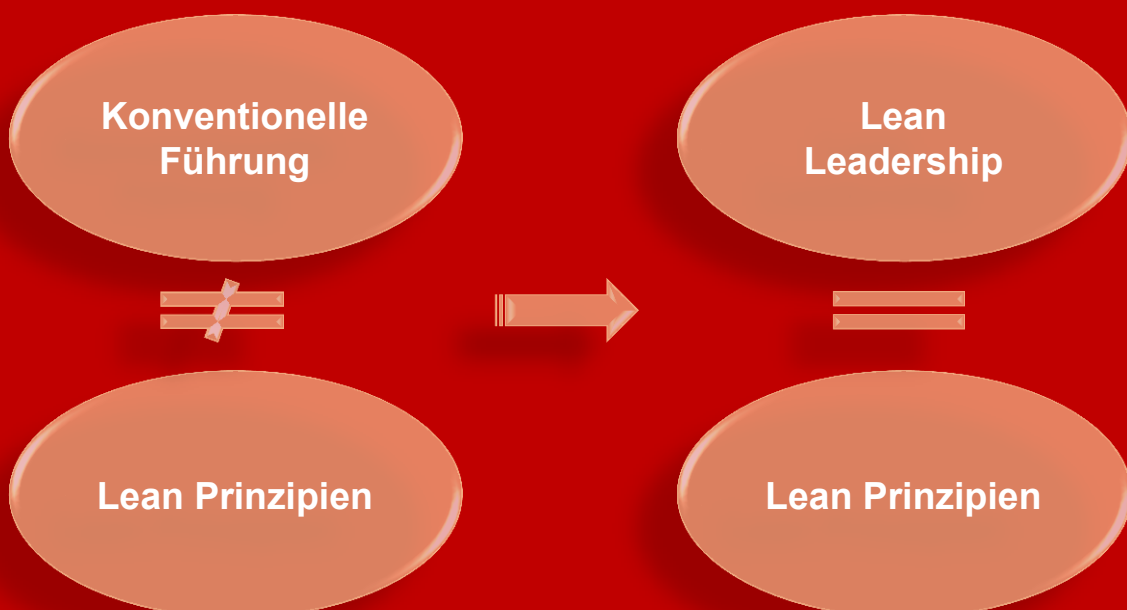 Konventionelle
Führung
Lean
Leadership
Lean Prinzipien
Lean Prinzipien